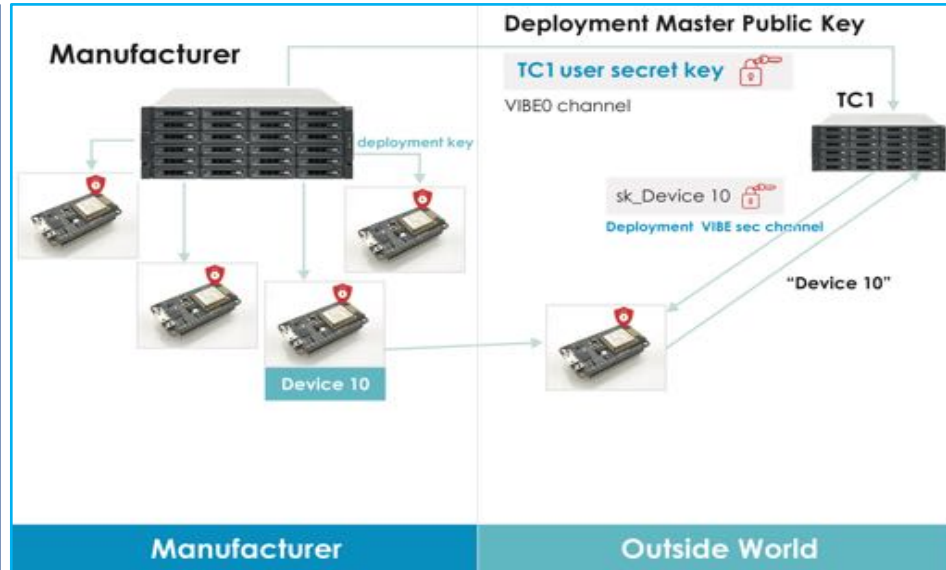 Manufacturer
Deployment Master Public Key
TC1 user secret key
VIBE0 channel
TC1
deployment key
sk_Device 10
Deployment VIBE sec channel
"Device 10"
Device 10
Manufacturer
Outside World